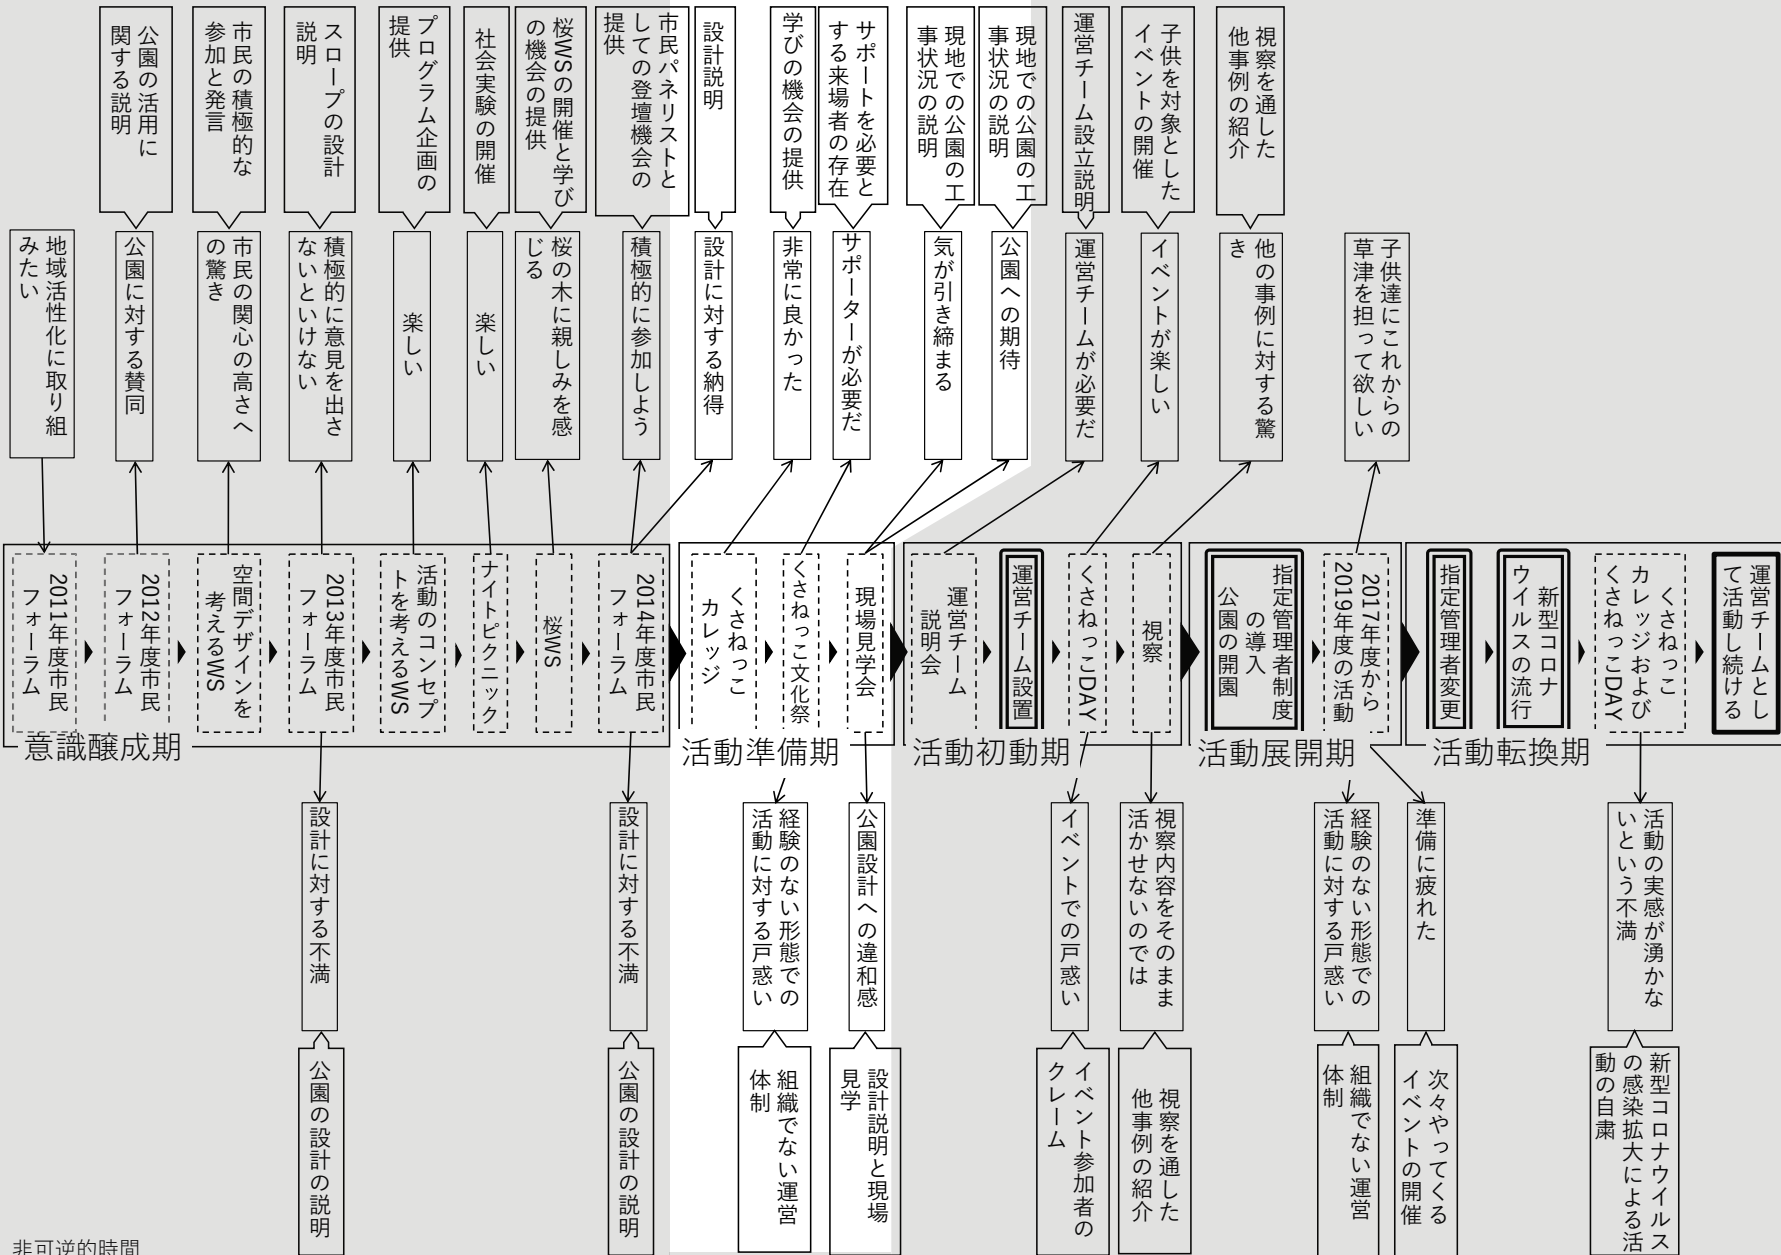 公園の活用に
関する説明
市民の積極的な
参加と発言
スロープの設計
説明
プログラム企画の
提供
社会実験の開催
桜WSの開催と学び
の機会の提供
市民パネリストと
しての登壇機会の
提供
設計説明
学びの機会の提供
サポートを必要と
する来場者の存在
現地での公園の工
事状況の説明
現地での公園の工
事状況の説明
運営チーム設立説明
子供を対象とした
イベントの開催
視察を通した
他事例の紹介
地域活性化に取り組
みたい
公園に対する賛同
市民の関心の高さへ
の驚き
積極的に意見を出さ
ないといけない
楽しい
楽しい
桜の木に親しみを感
じる
積極的に参加しよう
設計に対する納得
非常に良かった
サポーターが必要だ
気が引き締まる
公園への期待
運営チームが必要だ
イベントが楽しい
他の事例に対する驚
き
子供達にこれからの
草津を担って欲しい
2011年度市民
フォーラム
2012年度市民
フォーラム
空間デザインを
考えるWS
2013年度市民
フォーラム
活動のコンセプ
トを考えるWS
ナイトピクニック
桜WS
2014年度市民
フォーラム
くさねっこ
カレッジ
くさねっこ文化祭
現場見学会
運営チーム
説明会
運営チーム設置
くさねっこDAY
視察
指定管理者制度
の導入
公園の開園
2017年度から
2019年度の活動
指定管理者変更
新型コロナ
ウイルスの流行
くさねっこ
カレッジおよび
くさねっこDAY
運営チームとし
て活動し続ける
意識醸成期
活動準備期
活動初動期
活動展開期
活動転換期
設計に対する不満
設計に対する不満
経験のない形態での
活動に対する戸惑い
公園設計への違和感
イベントでの戸惑い
視察内容をそのまま
活かせないのでは
経験のない形態での
活動に対する戸惑い
準備に疲れた
活動の実感が湧かな
いという不満
公園の設計の説明
公園の設計の説明
組織でない運営
体制
設計説明と現場
見学
イベント参加者の
クレーム
視察を通した
他事例の紹介
組織でない運営
体制
次々やってくる
イベントの開催
新型コロナウイルス
の感染拡大による活
動の自粛
非可逆的時間